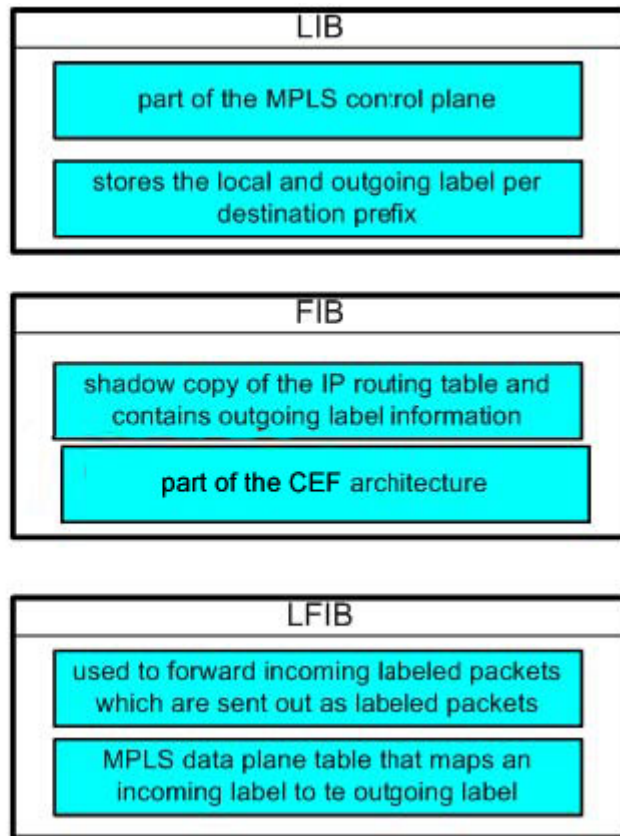 LIB
part of the MPLS control plane
stores the local and outgoing label per
destination prefix
FIB
shadow copy of the IP routing table and
contains outgoing label information
part of the CEF architecture
LFIB
used to forward incoming labeled packets
which are sent out as labeled packets
MPLS data plane table that maps an
incoming label to te outgoing label